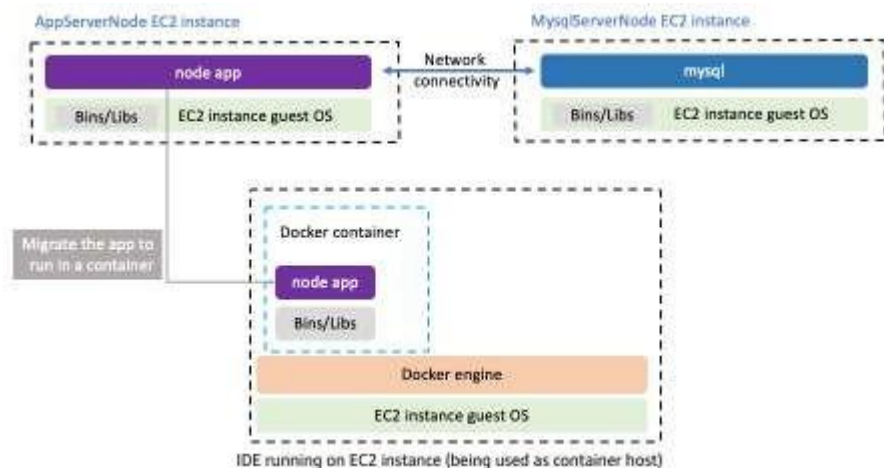 AppServerNode EC2 instance
MysqlServerNode EC2 instance
node app
Network
connectivity
mysql
Bins/Libs
EC2 instance guest OS
Bins/Libs
EC2 instance guest OS
Migrate the app to
run in a container
Docker container
node app
Bins/Libs
Docker engine
EC2 instance guest OS
IDE running on EC2 instance (being used as container host)